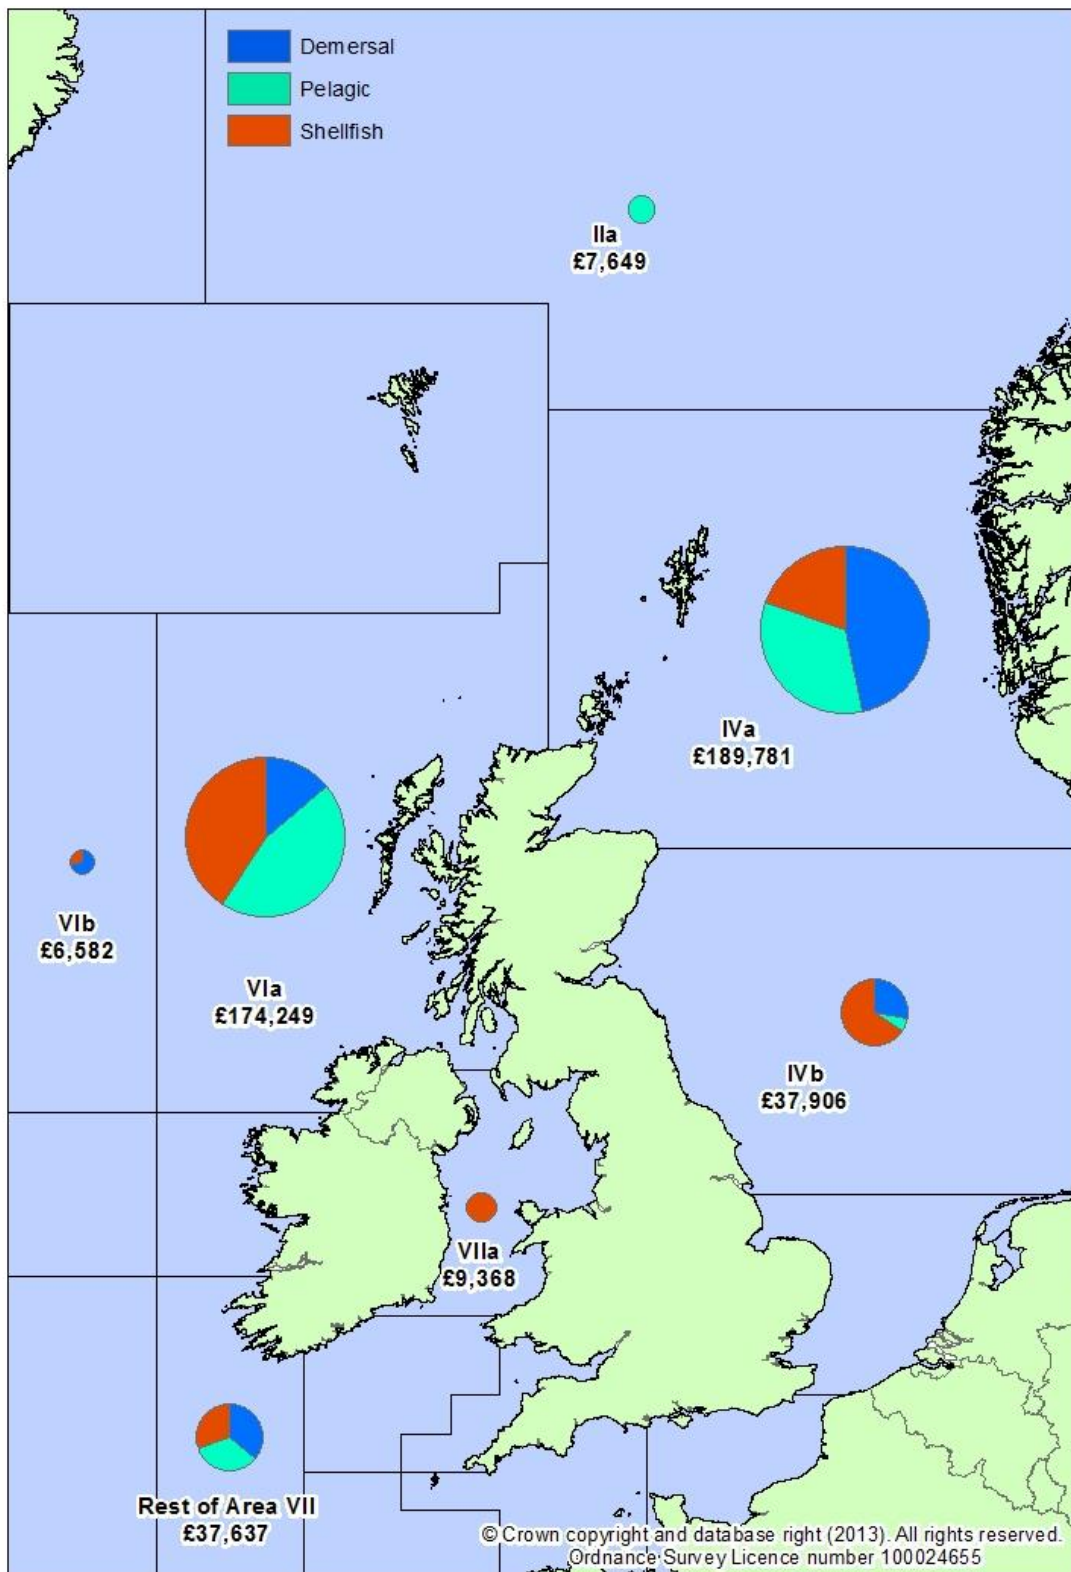 Demersal
Pelagic
Shellfish
IIa
£7,649
IVa
£189,781
VIb
£6,582
VIa
£174,249
IVb
£37,906
VIIa
£9,368
Rest of Area VII
£37,637
© Crown copyright and database right (2013). All rights reserved.
Ordnance Survey Licence number 100024655